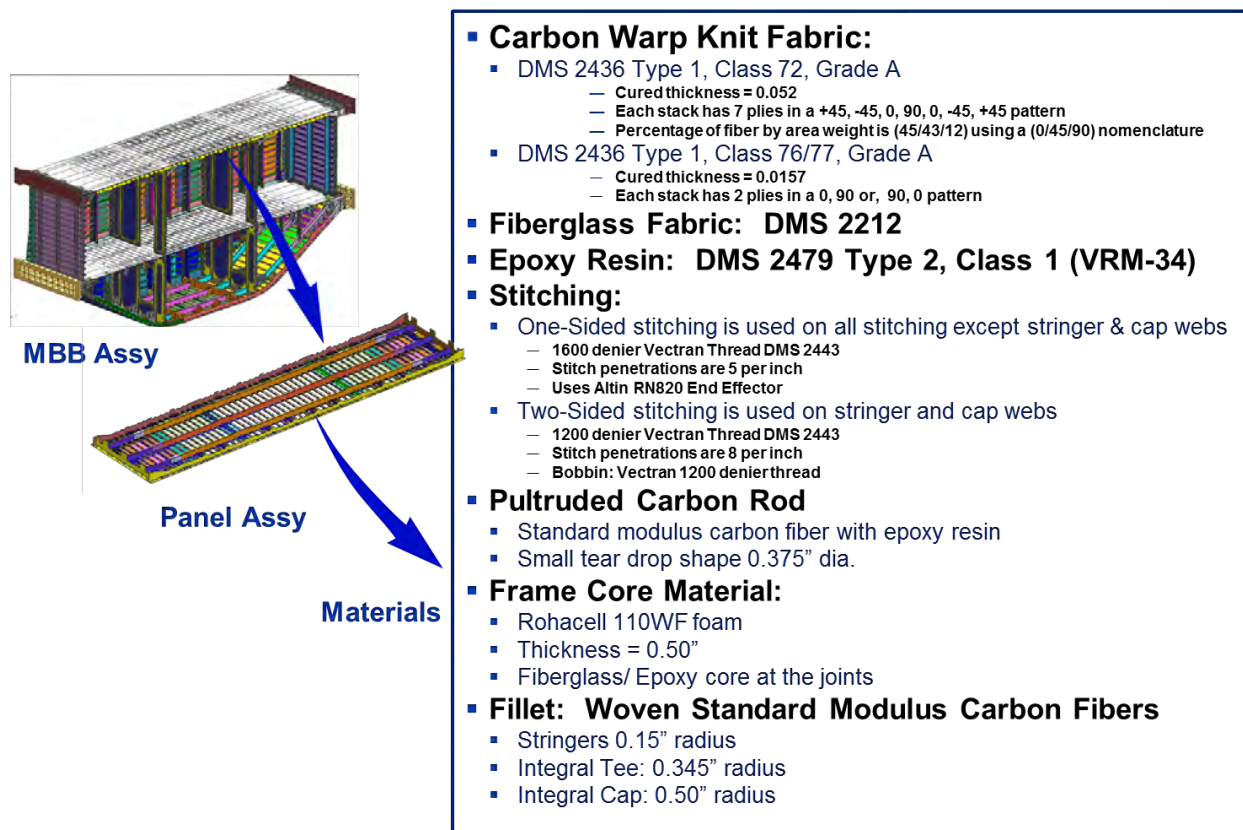 MBB Assy
Panel Assy
Materials
▪ Carbon Warp Knit Fabric:
▪ DMS 2436 Type 1, Class 72, Grade A
— Cured thickness = 0.052
— Each stack has 7 plies in a +45, -45, 0, 90, 0, -45, +45 pattern
— Percentage of fiber by area weight is (45/43/12) using a (0/45/90) nomenclature
▪ DMS 2436 Type 1, Class 76/77, Grade A
— Cured thickness = 0.0157
— Each stack has 2 plies in a 0, 90 or, 90, 0 pattern
▪ Fiberglass Fabric: DMS 2212
▪ Epoxy Resin: DMS 2479 Type 2, Class 1 (VRM-34)
▪ Stitching:
▪ One-Sided stitching is used on all stitching except stringer & cap webs
— 1600 denier Vectran Thread DMS 2443
— Stitch penetrations are 5 per inch
— Uses Altin RN820 End Effector
▪ Two-Sided stitching is used on stringer and cap webs
— 1200 denier Vectran Thread DMS 2443
— Stitch penetrations are 8 per inch
— Bobbin: Vectran 1200 denier thread
▪ Pultruded Carbon Rod
▪ Standard modulus carbon fiber with epoxy resin
▪ Small tear drop shape 0.375” dia.
▪ Frame Core Material:
▪ Rohacell 110WF foam
▪ Thickness = 0.50”
▪ Fiberglass/ Epoxy core at the joints
▪ Fillet: Woven Standard Modulus Carbon Fibers
▪ Stringers 0.15” radius
▪ Integral Tee: 0.345” radius
▪ Integral Cap: 0.50” radius